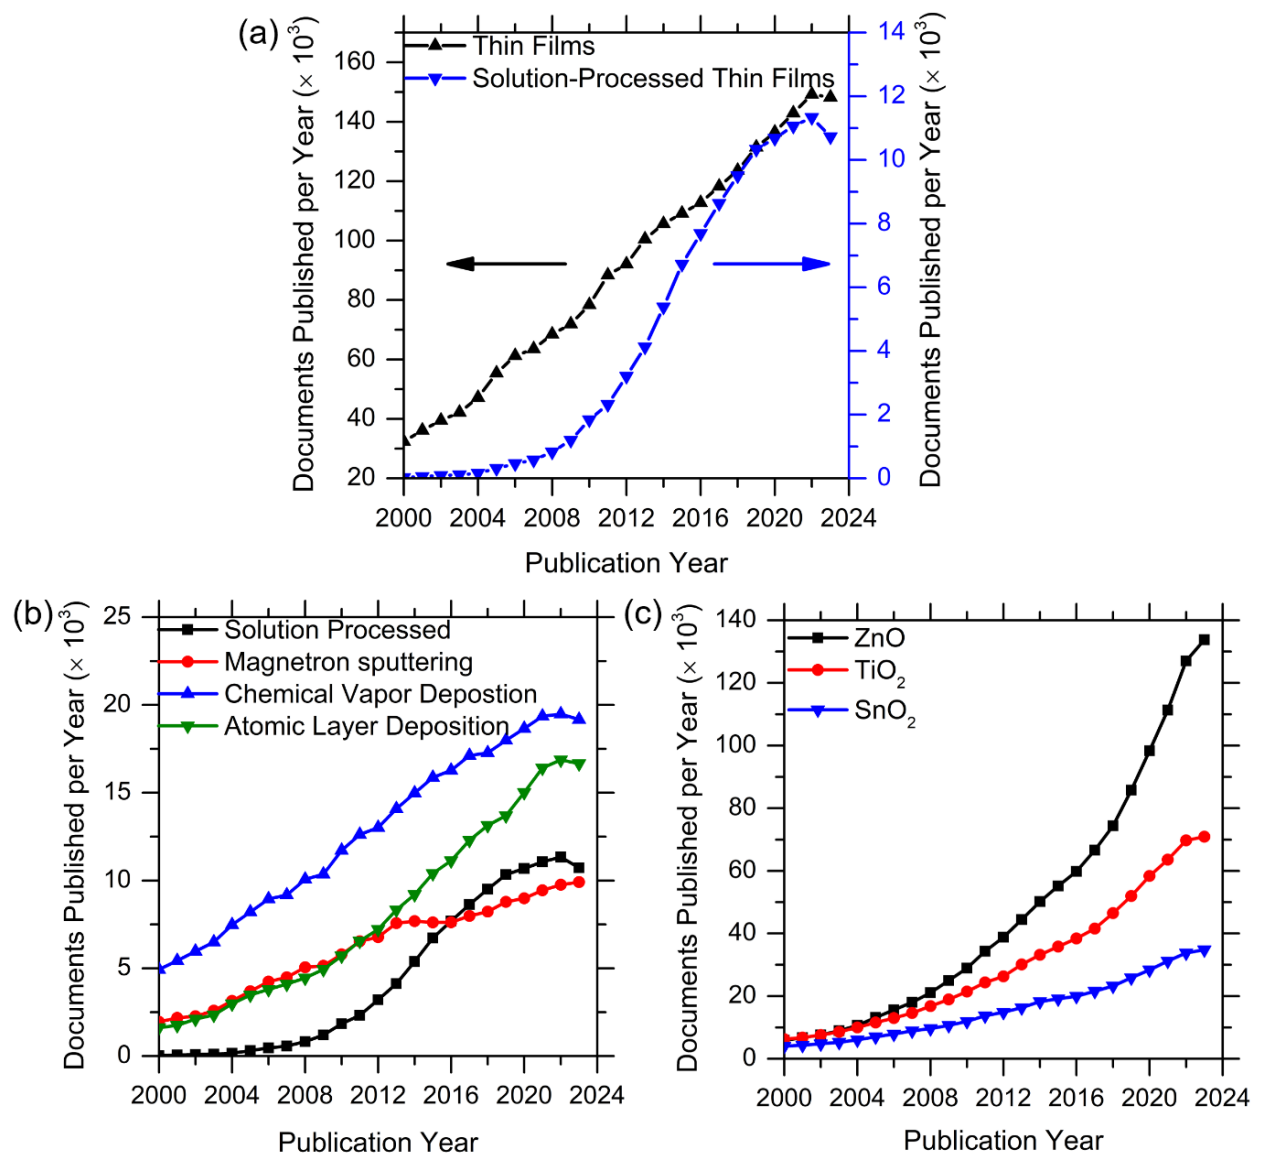 (a)
Documents Published per Year (× 10³)
160
140
120
100
80
60
40
20
Thin Films
Solution-Processed Thin Films
14
12
10
8
6
4
2
0
Documents Published per Year (× 10³)
2000 2004 2008 2012 2016 2020 2024
Publication Year
(b)
Documents Published per Year (× 10³)
25
20
15
10
5
0
Solution Processed
Magnetron sputtering
Chemical Vapor Depostion
Atomic Layer Deposition
2000 2004 2008 2012 2016 2020 2024
Publication Year
(c)
Documents Published per Year (× 10³)
140
120
100
80
60
40
20
0
ZnO
TiO₂
SnO₂
2000 2004 2008 2012 2016 2020 2024
Publication Year